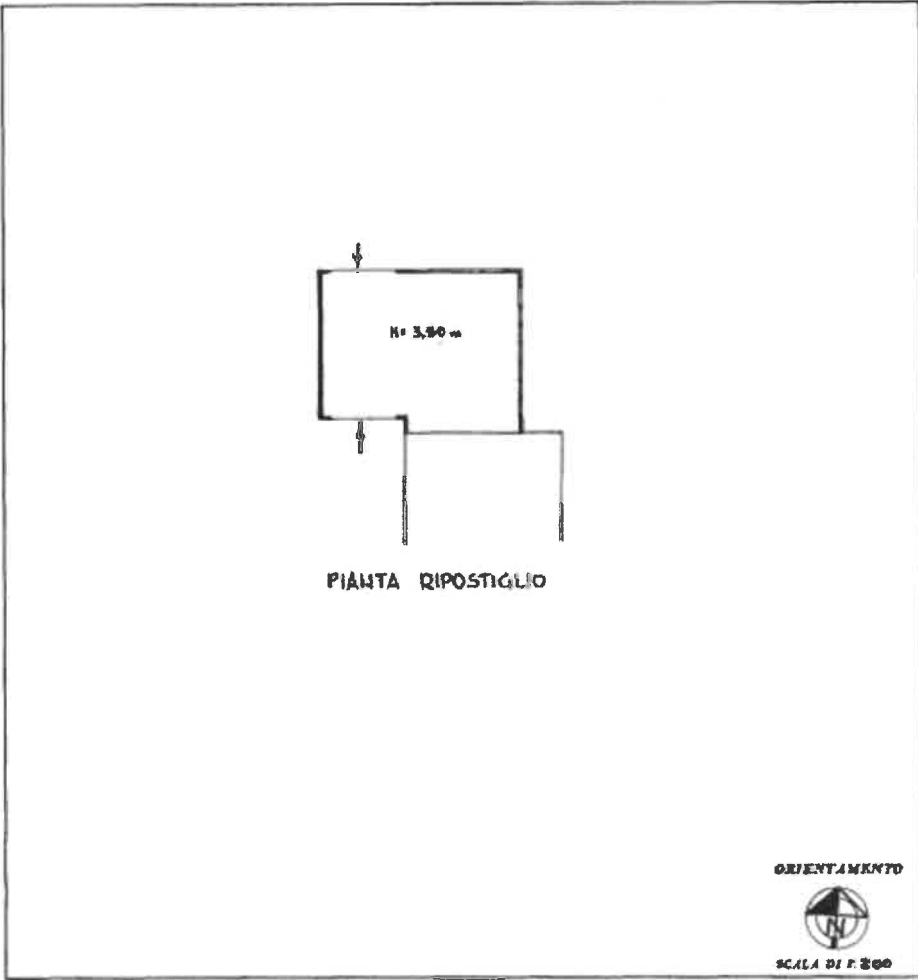 H= 3,50 m
PIANTA RIPOSTIGLIO
ORIENTAMENTO
N
SCALA DI 1: 200